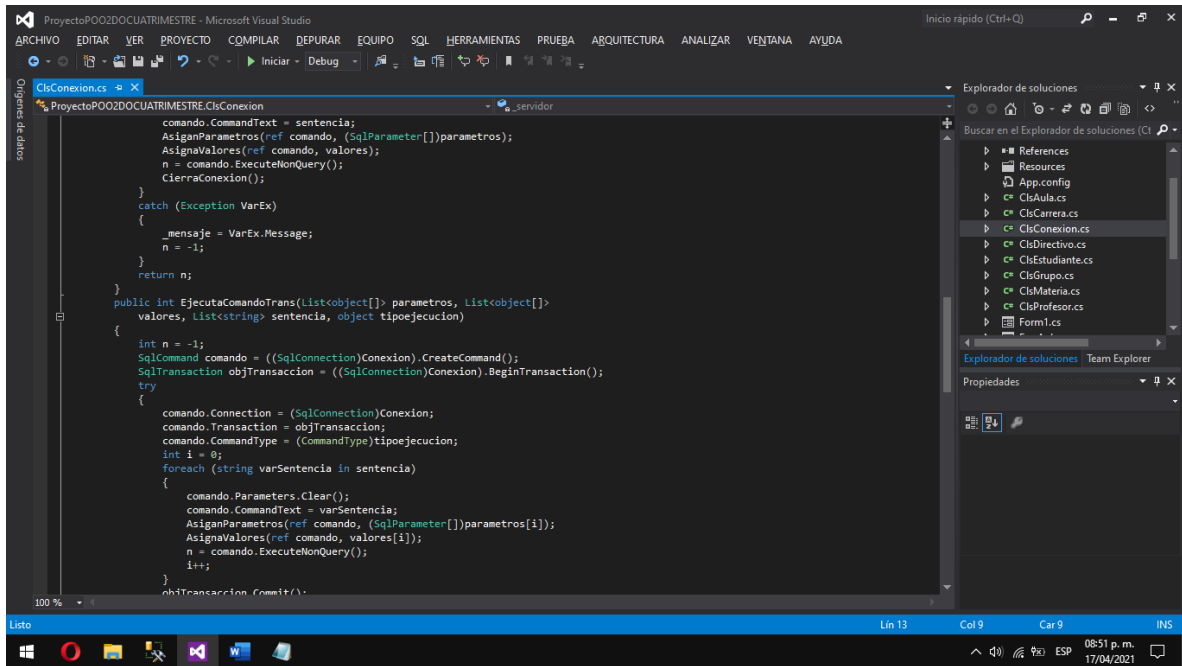 ProyectoPOO2DOCUATRIMESTRE - Microsoft Visual Studio
Inicio rápido (Ctrl+Q)
ARCHIVO EDITAR VER PROYECTO COMPILAR DEPURAR EQUIPO SQL HERRAMIENTAS PRUEBA ARQUITECTURA ANALIZAR VENTANA AYUDA
Iniciar Debug
Orígenes de datos
ClsConexion.cs
ProyectoPOO2DOCUATRIMESTRE.ClsConexion
_servidor
comando.CommandText = sentencia;
AsiganParametros(ref comando, (SqlParameter[])parametros);
AsignaValores(ref comando, valores);
n = comando.ExecuteNonQuery();
CierraConexion();
}
catch (Exception VarEx)
{
_mensaje = VarEx.Message;
n = -1;
}
return n;
}
public int EjecutaComandoTrans(List<object[]> parametros, List<object[]>
valores, List<string> sentencia, object tipoejecucion)
{
int n = -1;
SqlCommand comando = ((SqlConnection)Conexion).CreateCommand();
SqlTransaction objTransaccion = ((SqlConnection)Conexion).BeginTransaction();
try
{
comando.Connection = (SqlConnection)Conexion;
comando.Transaction = objTransaccion;
comando.CommandType = (CommandType)tipoejecucion;
int i = 0;
foreach (string varSentencia in sentencia)
{
comando.Parameters.Clear();
comando.CommandText = varSentencia;
AsiganParametros(ref comando, (SqlParameter[])parametros[i]);
AsignaValores(ref comando, valores[i]);
n = comando.ExecuteNonQuery();
i++;
}
objTransaccion.Commit();
100 %
Explorador de soluciones
Buscar en el Explorador de soluciones (Ct
References
Resources
App.config
C# ClsAula.cs
C# ClsCarrera.cs
C# ClsConexion.cs
C# ClsDirectivo.cs
C# ClsEstudiante.cs
C# ClsGrupo.cs
C# ClsMateria.cs
C# ClsProfesor.cs
Form1.cs
Explorador de soluciones Team Explorer
Propiedades
Listo
Lín 13 Col 9 Car 9 INS
ESP
08:51 p. m.
17/04/2021